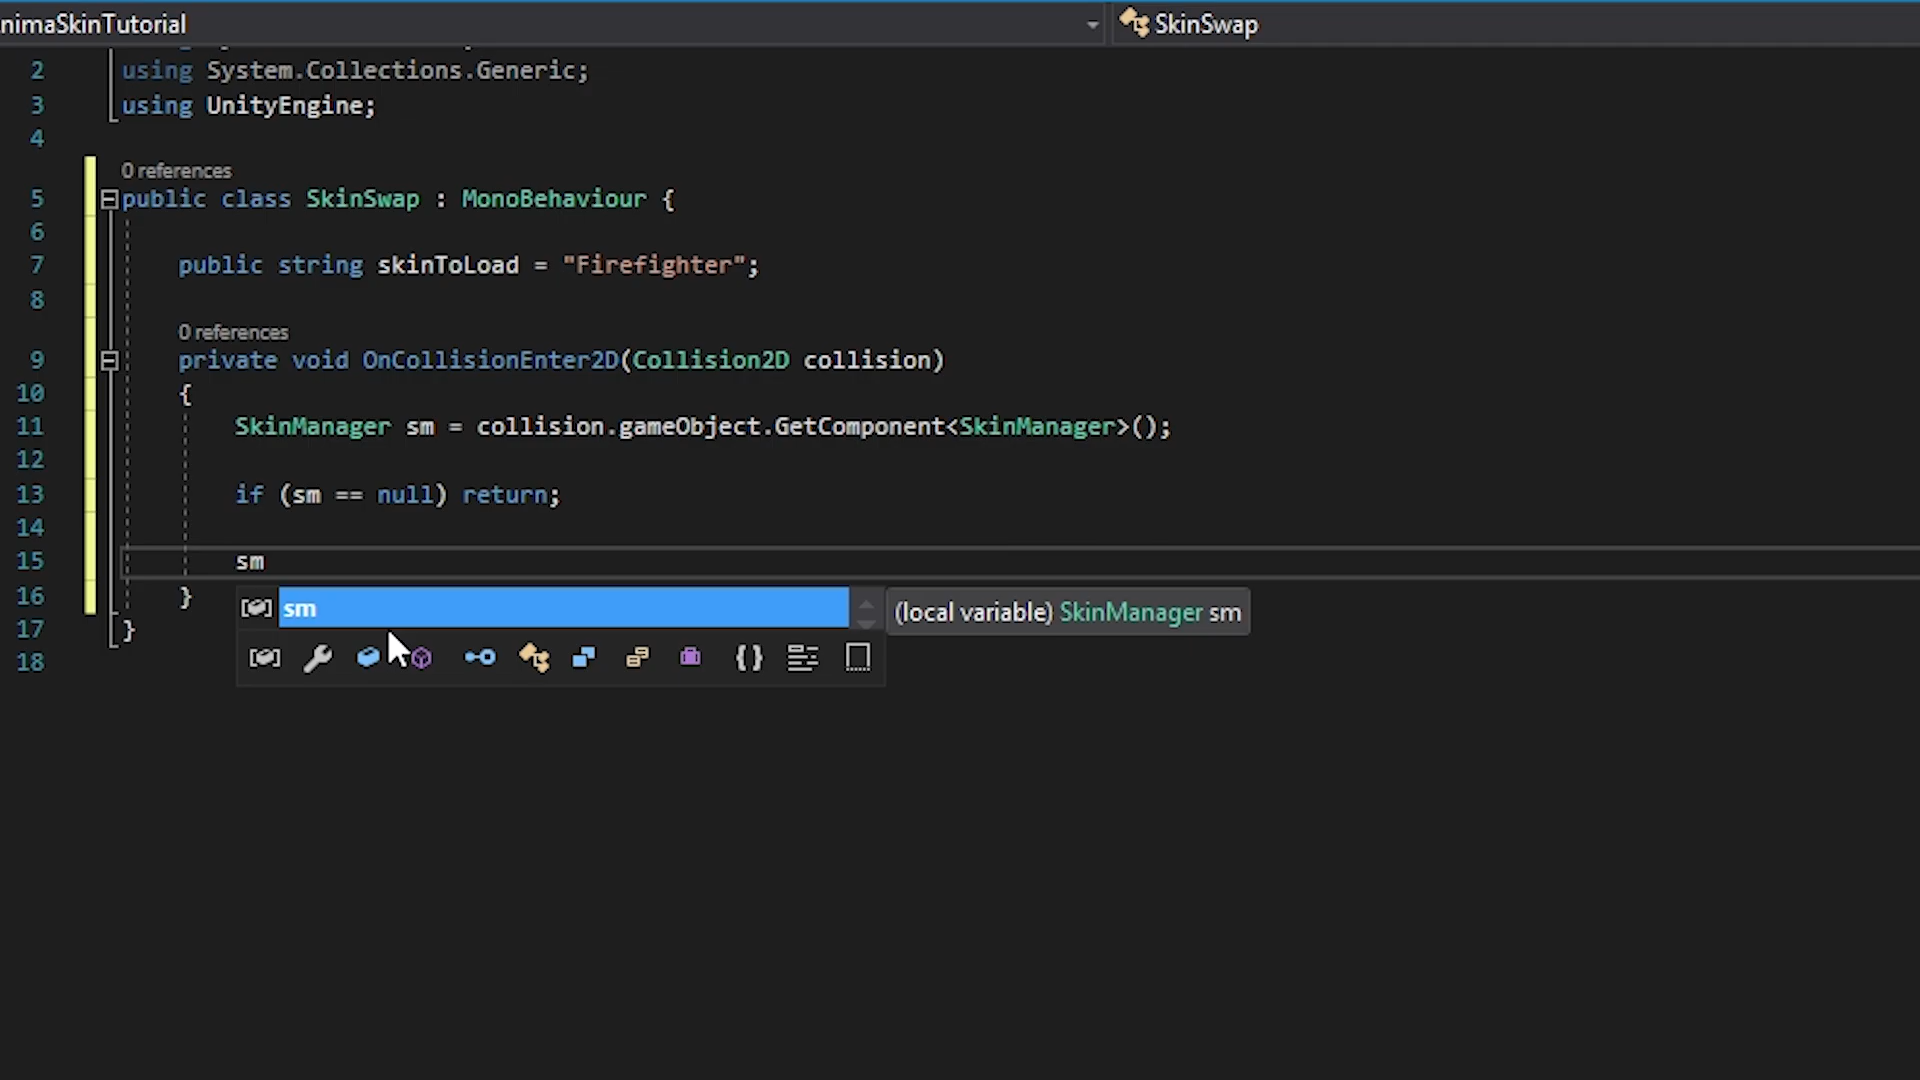 nimaSkinTutorial
SkinSwap
2 using System.Collections.Generic;
3 using UnityEngine;
4
0 references
5 public class SkinSwap : MonoBehaviour {
6
7 public string skinToLoad = "Firefighter";
8
0 references
9 private void OnCollisionEnter2D(Collision2D collision)
10 {
11 SkinManager sm = collision.gameObject.GetComponent<SkinManager>();
12
13 if (sm == null) return;
14
15 sm
sm
(local variable) SkinManager sm
16 }
17 }
18